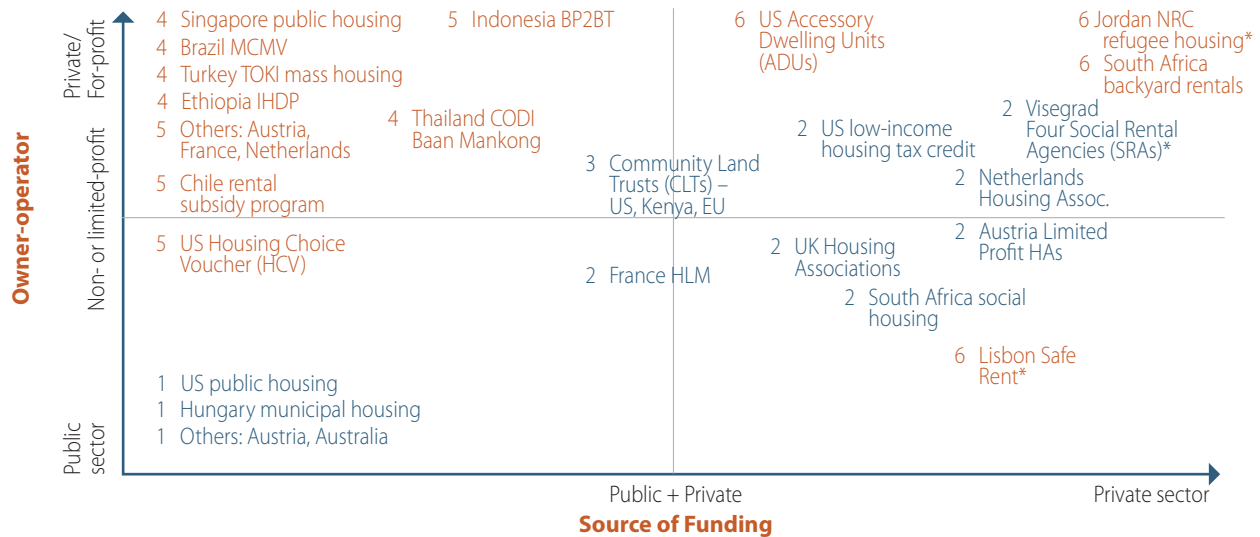 Owner-operator
Private/
For-profit
Non- or limited-profit
Public
sector
4 Singapore public housing
4 Brazil MCMV
4 Turkey TOKI mass housing
4 Ethiopia IHDP
5 Others: Austria,
France, Netherlands
5 Chile rental
subsidy program
5 US Housing Choice
Voucher (HCV)
1 US public housing
1 Hungary municipal housing
1 Others: Austria, Australia
5 Indonesia BP2BT
4 Thailand CODI
Baan Mankong
3 Community Land
Trusts (CLTs) –
US, Kenya, EU
2 France HLM
6 US Accessory
Dwelling Units
(ADUs)
2 US low-income
housing tax credit
2 UK Housing
Associations
2 South Africa social
housing
6 Jordan NRC
refugee housing*
6 South Africa
backyard rentals
2 Visegrad
Four Social Rental
Agencies (SRAs)*
2 Netherlands
Housing Assoc.
2 Austria Limited
Profit HAs
6 Lisbon Safe
Rent*
Public + Private
Private sector
Source of Funding